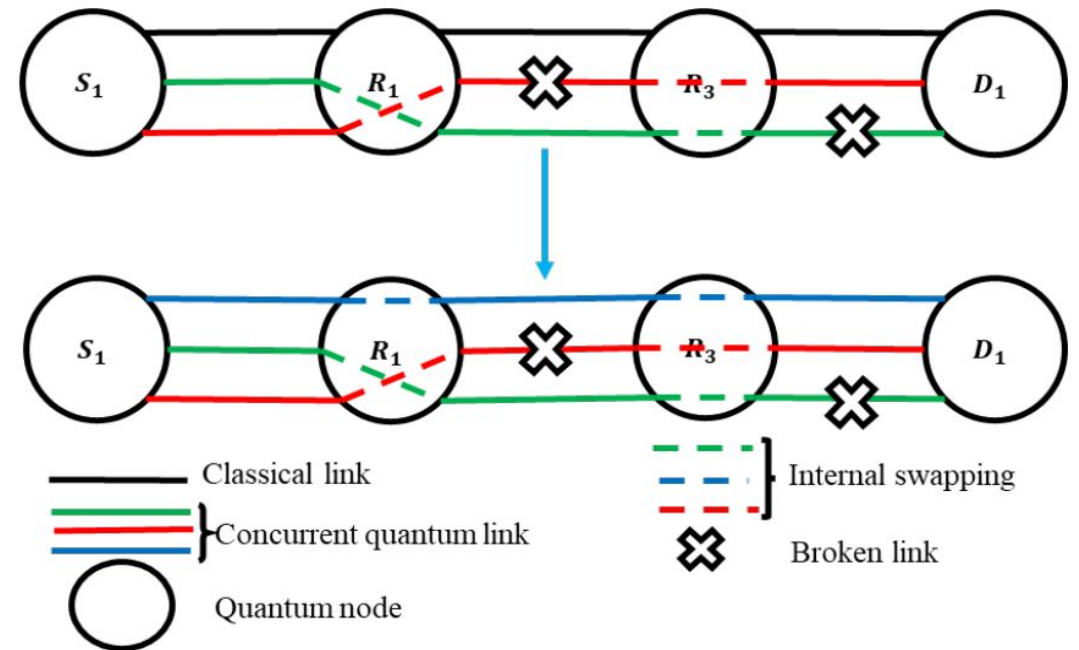 S₁ R₁ R₃ D₁
S₁ R₁ R₃ D₁
Classical link
Concurrent quantum link
Quantum node
Internal swapping
Broken link